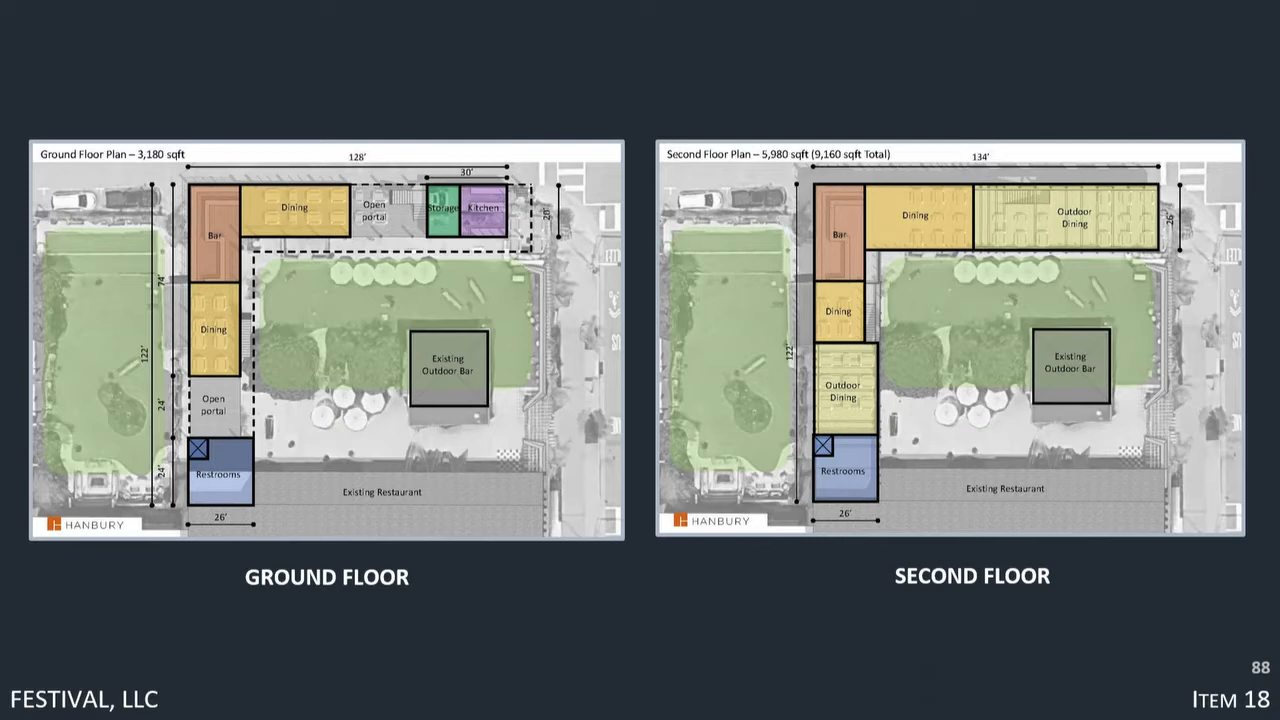 Ground Floor Plan – 3,180 sqft
128'
30'
Bar
Dining
Open
portal
Storage
Kitchen
20'
74'
Dining
122'
Open
portal
24'
24'
Restrooms
Existing
Outdoor Bar
Existing Restaurant
26'
HANBURY
GROUND FLOOR
Second Floor Plan – 5,980 sqft (9,160 sqft Total)
134'
Bar
Dining
Outdoor
Dining
26'
Dining
122'
Outdoor
Dining
Restrooms
Existing
Outdoor Bar
Existing Restaurant
26'
HANBURY
SECOND FLOOR
88
FESTIVAL, LLC
ITEM 18